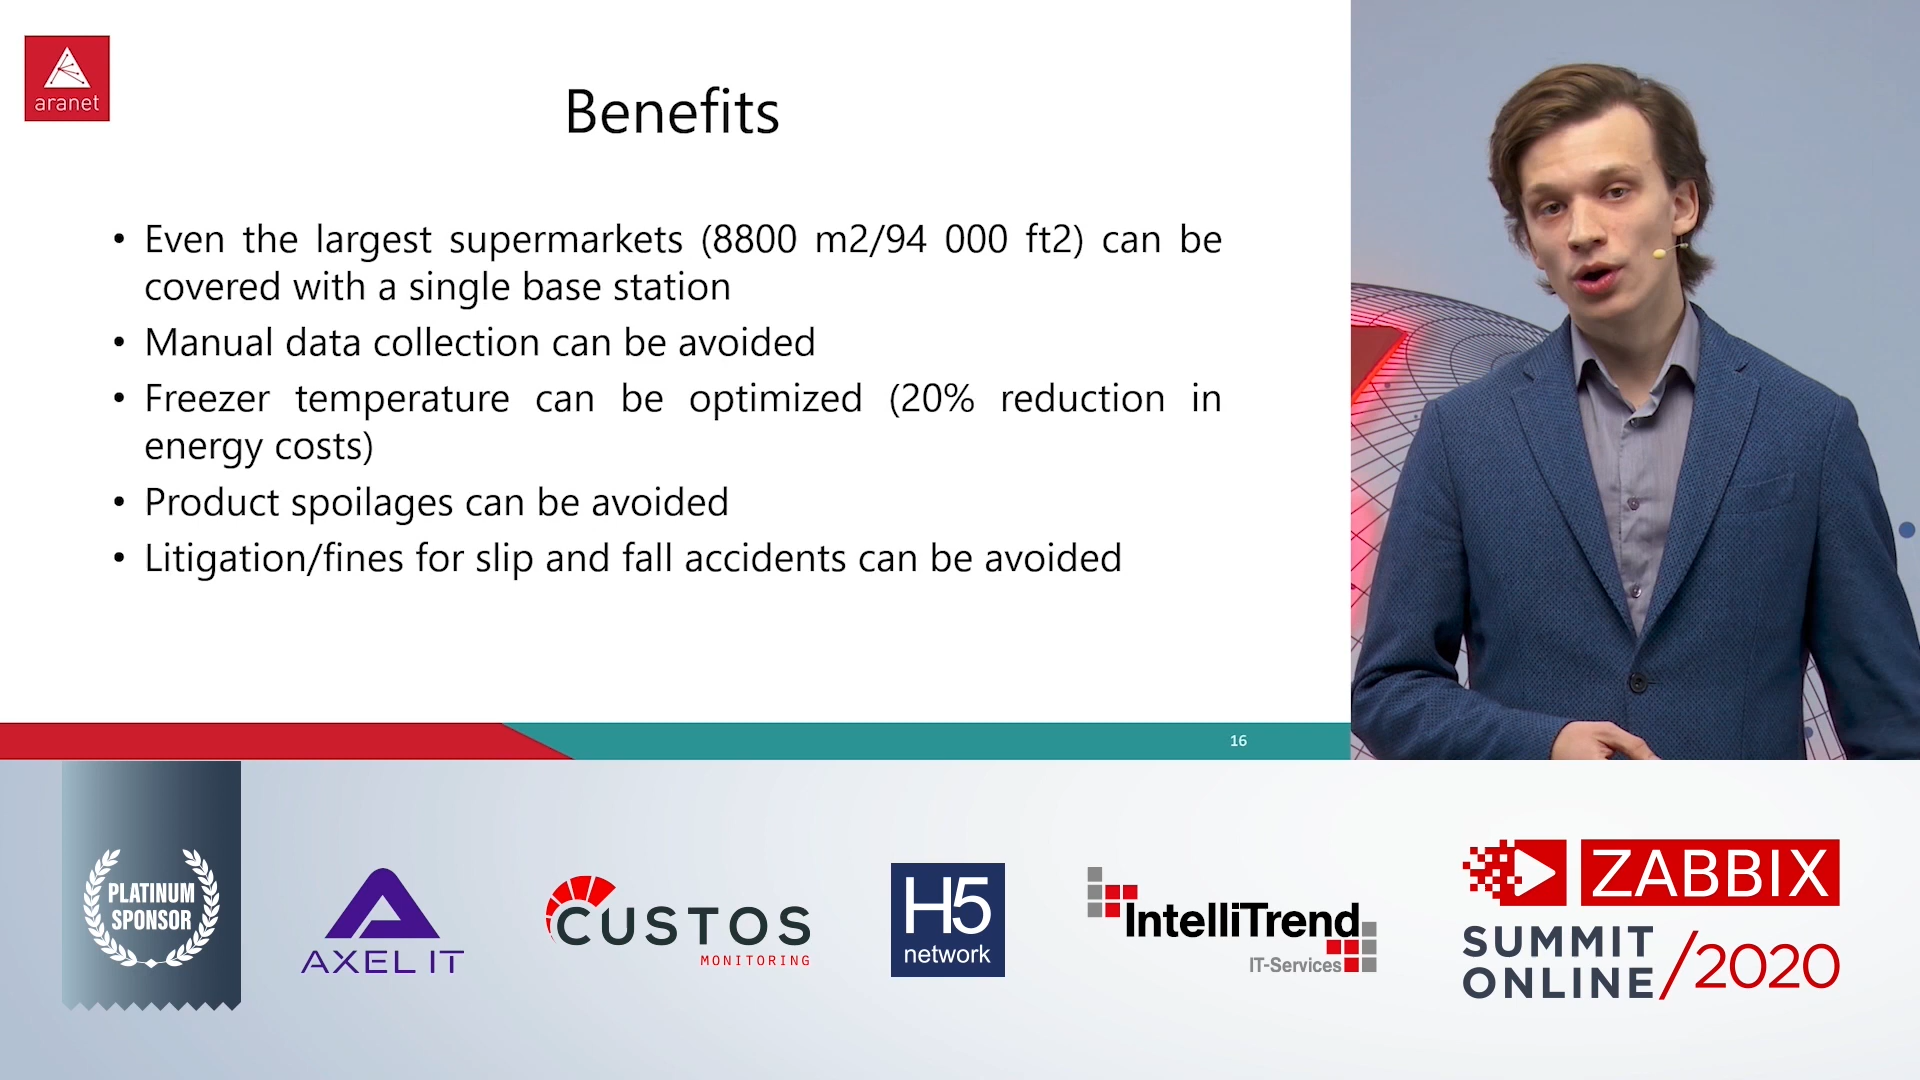 aranet
Benefits
• Even the largest supermarkets (8800 m2/94 000 ft2) can be
covered with a single base station
• Manual data collection can be avoided
• Freezer temperature can be optimized (20% reduction in
energy costs)
• Product spoilages can be avoided
• Litigation/fines for slip and fall accidents can be avoided
16
PLATINUM
SPONSOR
AXEL IT
CUSTOS
MONITORING
H5
network
IntelliTrend
IT-Services
ZABBIX
SUMMIT
ONLINE
/2020